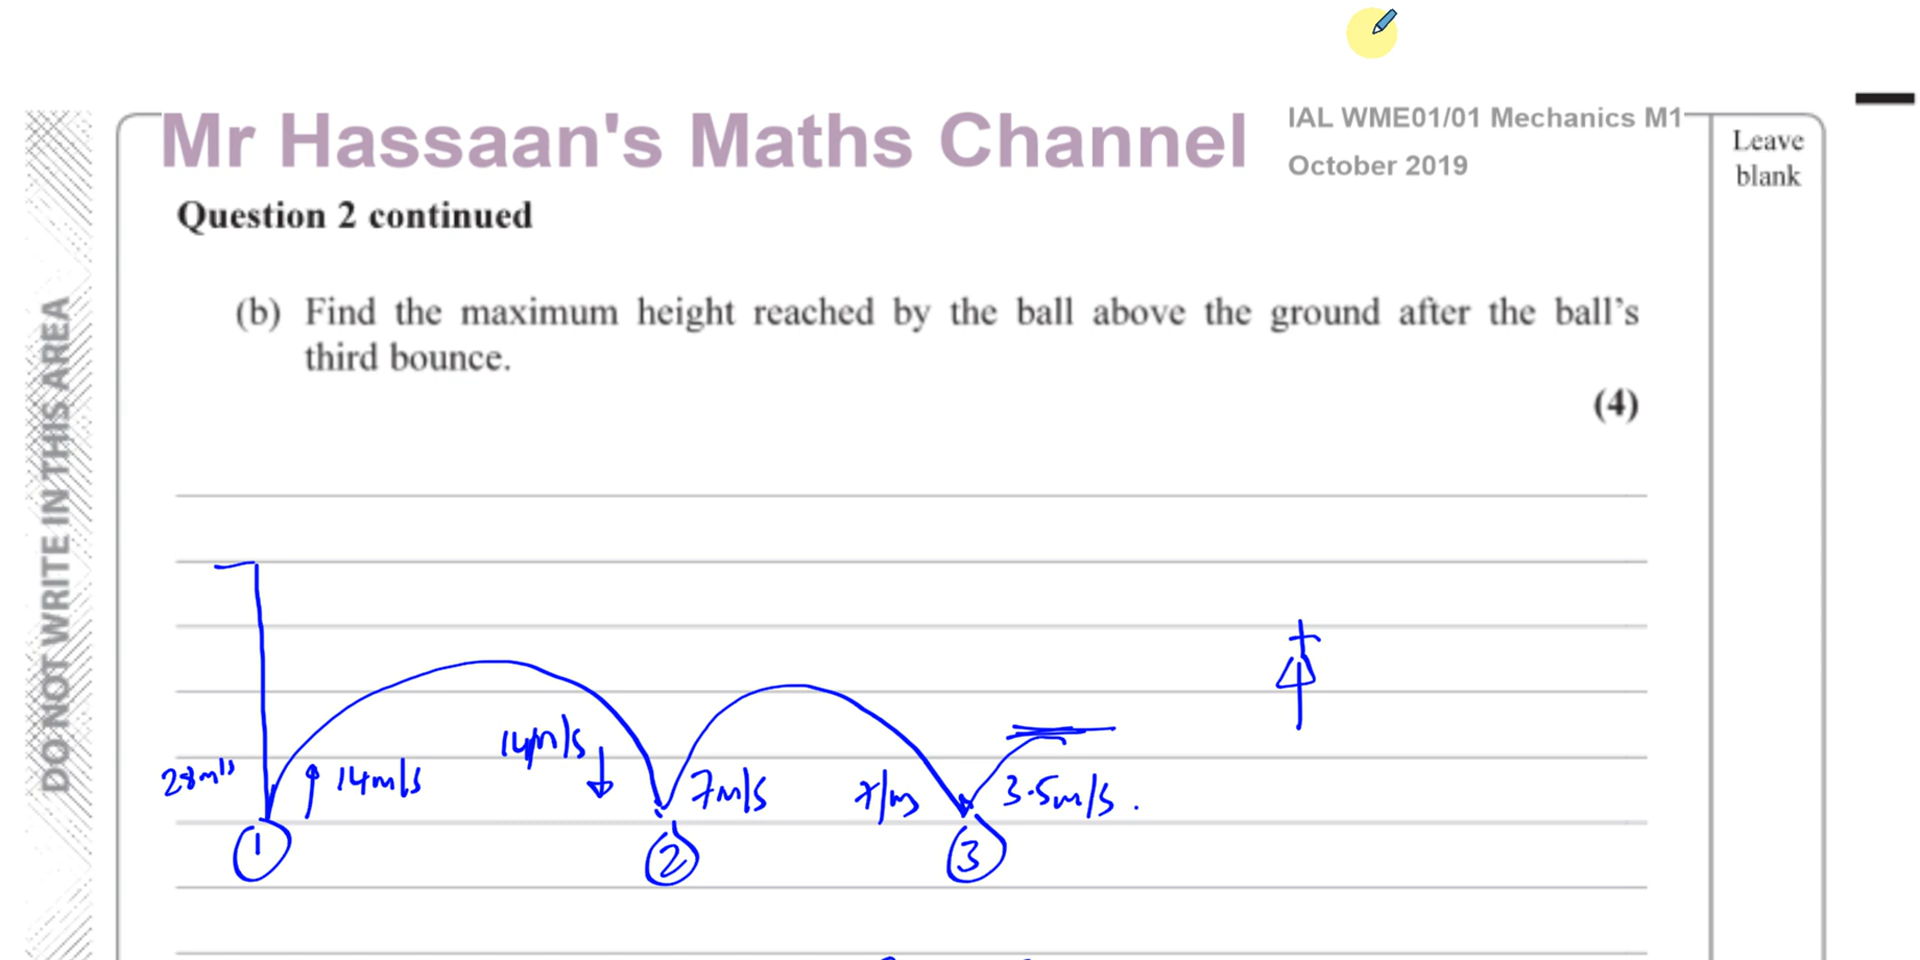 Mr Hassaan's Maths Channel
IAL WME01/01 Mechanics M1
October 2019
Leave
blank
Question 2 continued
(b) Find the maximum height reached by the ball above the ground after the ball's
third bounce.
(4)
DO NOT WRITE IN THIS AREA
28m/s
14m/s
14m/s
7m/s
3.5m/s.
+
1
2
3